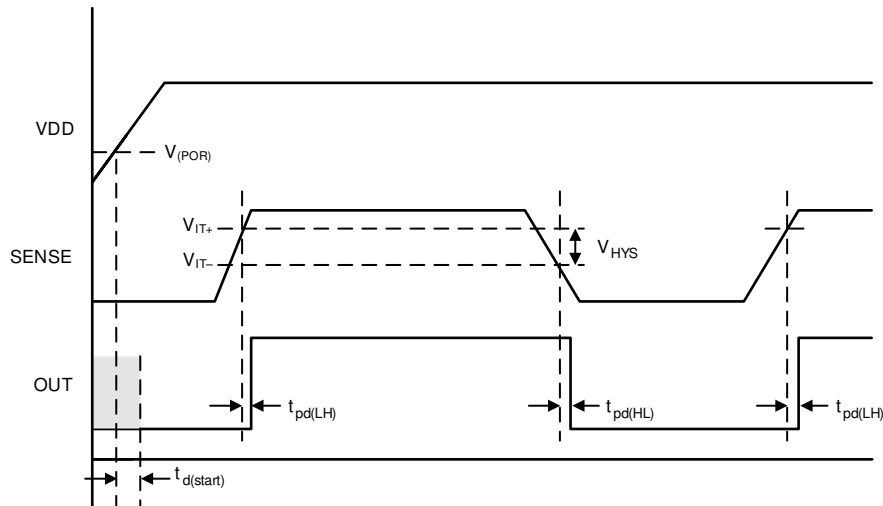 VDD
V(POR)
VIT+
VIT–
SENSE
VHYS
OUT
tpd(LH)
tpd(HL)
tpd(LH)
td(start)